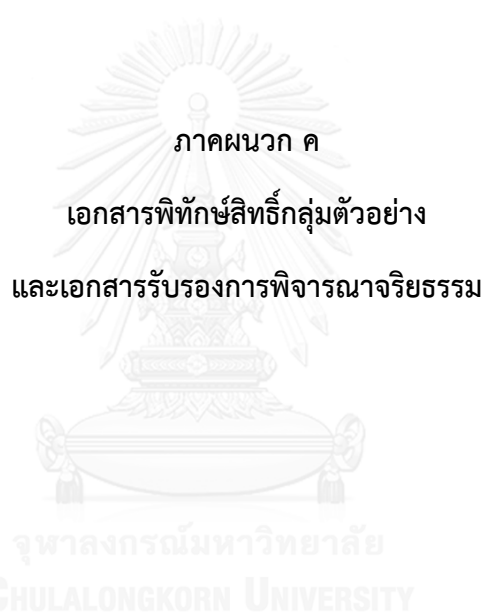 ภาคผนวก ค
เอกสารพิทักษ์สิทธิ์กลุ่มตัวอย่าง
และเอกสารรับรองการพิจารณาจริยธรรม
จุฬาลงกรณ์มหาวิทยาลัย
CHULALONGKORN UNIVERSITY